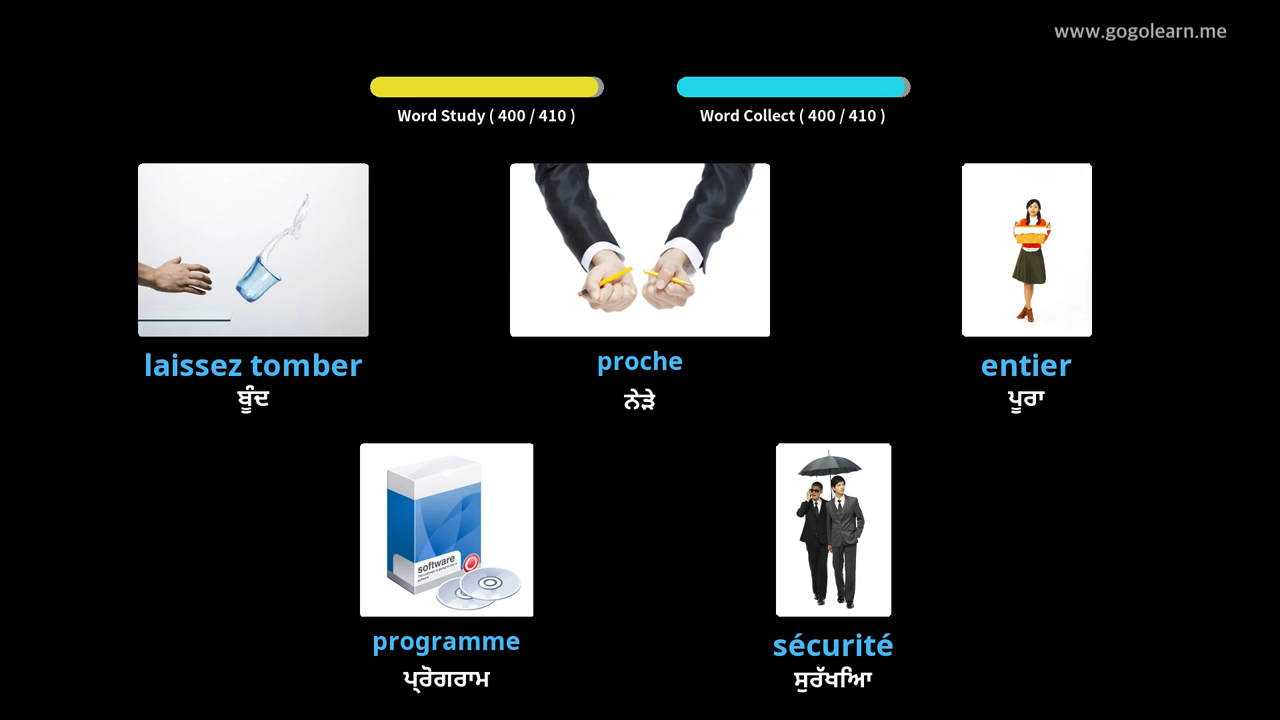 www.gogolearn.me
Word Study ( 400 / 410 )
Word Collect ( 400 / 410 )
laissez tomber
ਬੂੰਦ
proche
ਨੇੜੇ
entier
ਪੂਰਾ
software
programme
ਪ੍ਰੋਗਰਾਮ
sécurité
ਸੁਰੱਖਿਆ